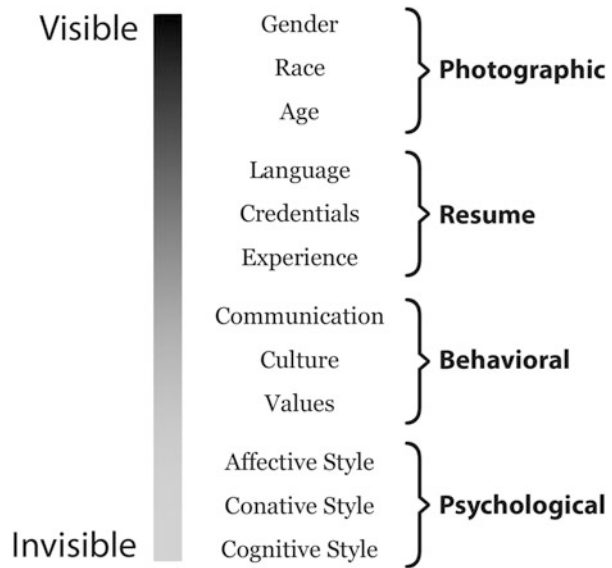 Visible
Gender
Race
Age
Photographic
Language
Credentials
Experience
Resume
Communication
Culture
Values
Behavioral
Affective Style
Conative Style
Cognitive Style
Psychological
Invisible